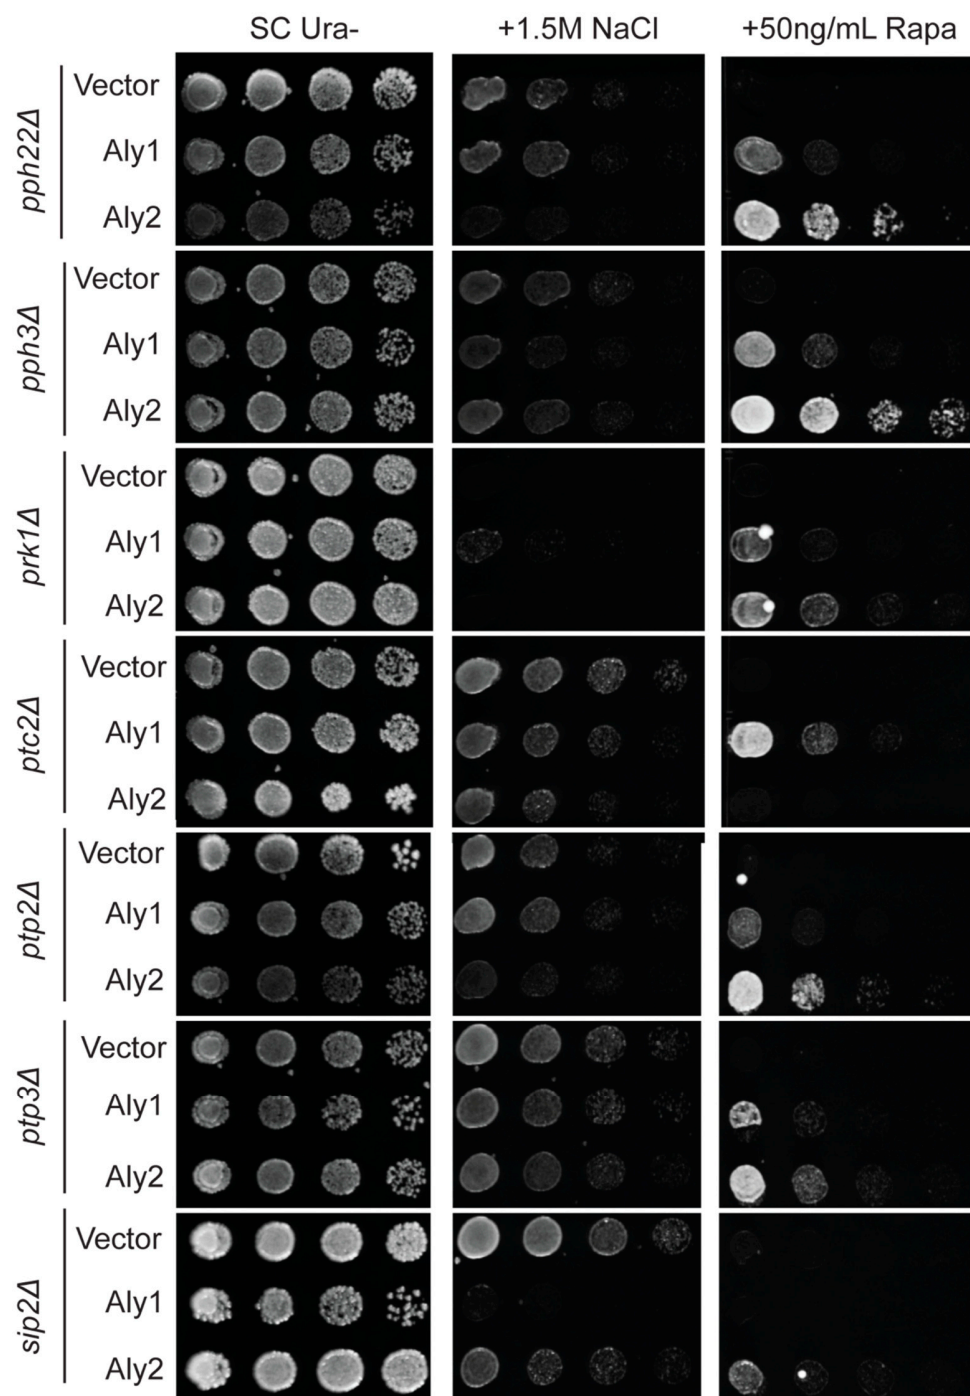 SC Ura-
+1.5M NaCl
+50ng/mL Rapa
pph22Δ
Vector
Aly1
Aly2
pph3Δ
Vector
Aly1
Aly2
prk1Δ
Vector
Aly1
Aly2
ptc2Δ
Vector
Aly1
Aly2
ptp2Δ
Vector
Aly1
Aly2
ptp3Δ
Vector
Aly1
Aly2
sip2Δ
Vector
Aly1
Aly2